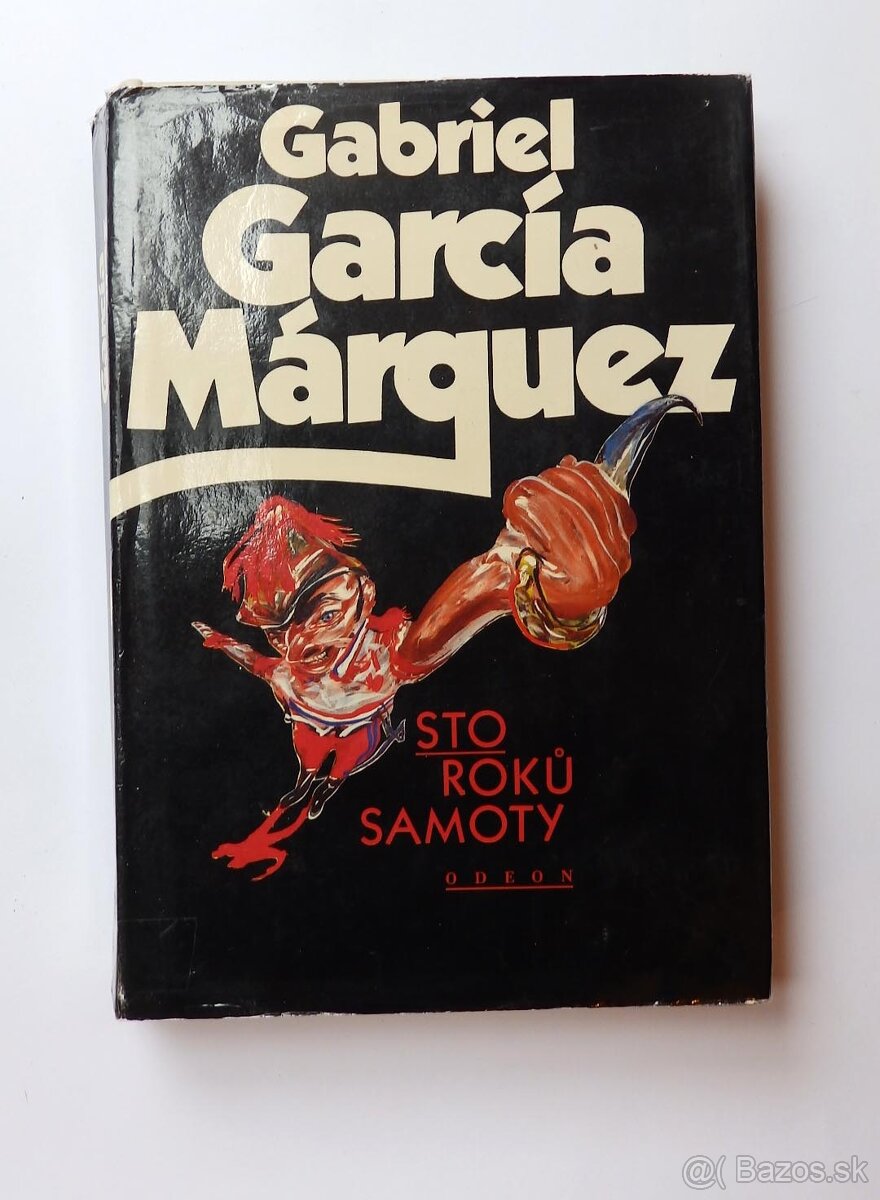 Gabriel
García
Márquez
STO
ROKŮ
SAMOTY
ODEON
@( Bazos.sk